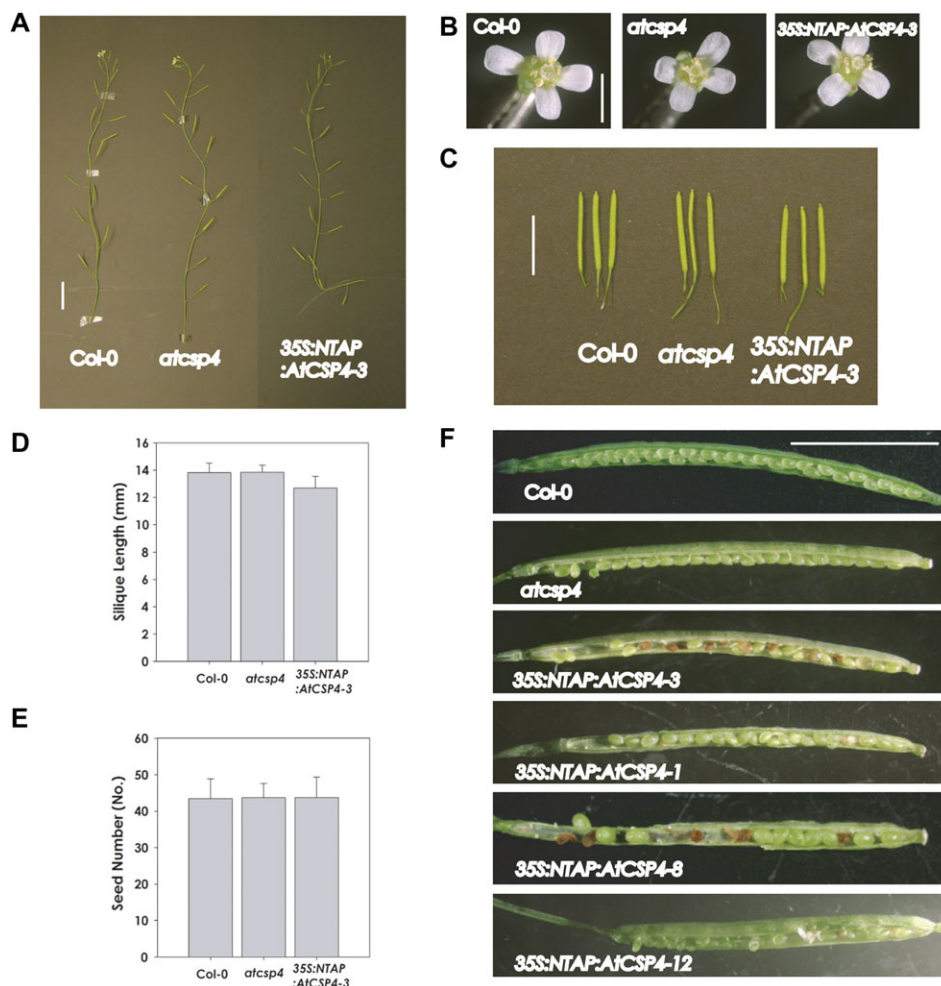 A
Col-0
atcsp4
35S:NTAP
:AtCSP4-3
B
Col-0
atcsp4
35S:NTAP:AtCSP4-3
C
Col-0
atcsp4
35S:NTAP
:AtCSP4-3
D
Silique Length (mm)
16
14
12
10
8
6
4
2
0
Col-0
atcsp4
35S:NTAP
:AtCSP4-3
E
Seed Number (No.)
60
50
40
30
20
10
0
Col-0
atcsp4
35S:NTAP
:AtCSP4-3
F
Col-0
atcsp4
35S:NTAP:AtCSP4-3
35S:NTAP:AtCSP4-1
35S:NTAP:AtCSP4-8
35S:NTAP:AtCSP4-12